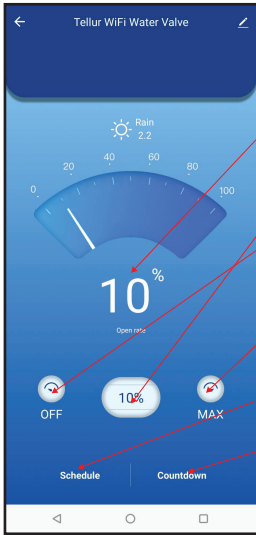 Tellur WiFi Water Valve
Rain
2.2
0 20 40 60 80 100
10%
Open rate
10%
OFF MAX
Schedule Countdown